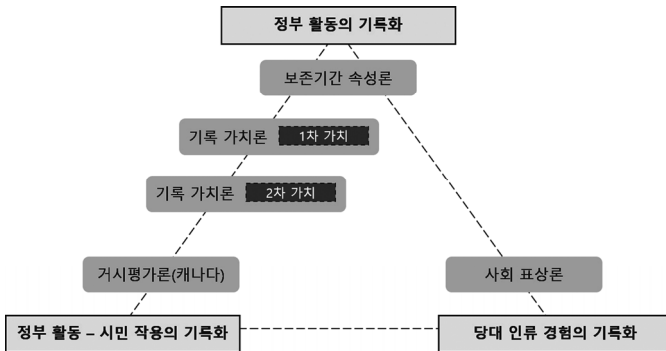 정부 활동의 기록화
보존기간 속성론
기록 가치론 1차 가치
기록 가치론 2차 가치
거시평가론(캐나다)
사회 표상론
정부 활동 – 시민 작용의 기록화
당대 인류 경험의 기록화